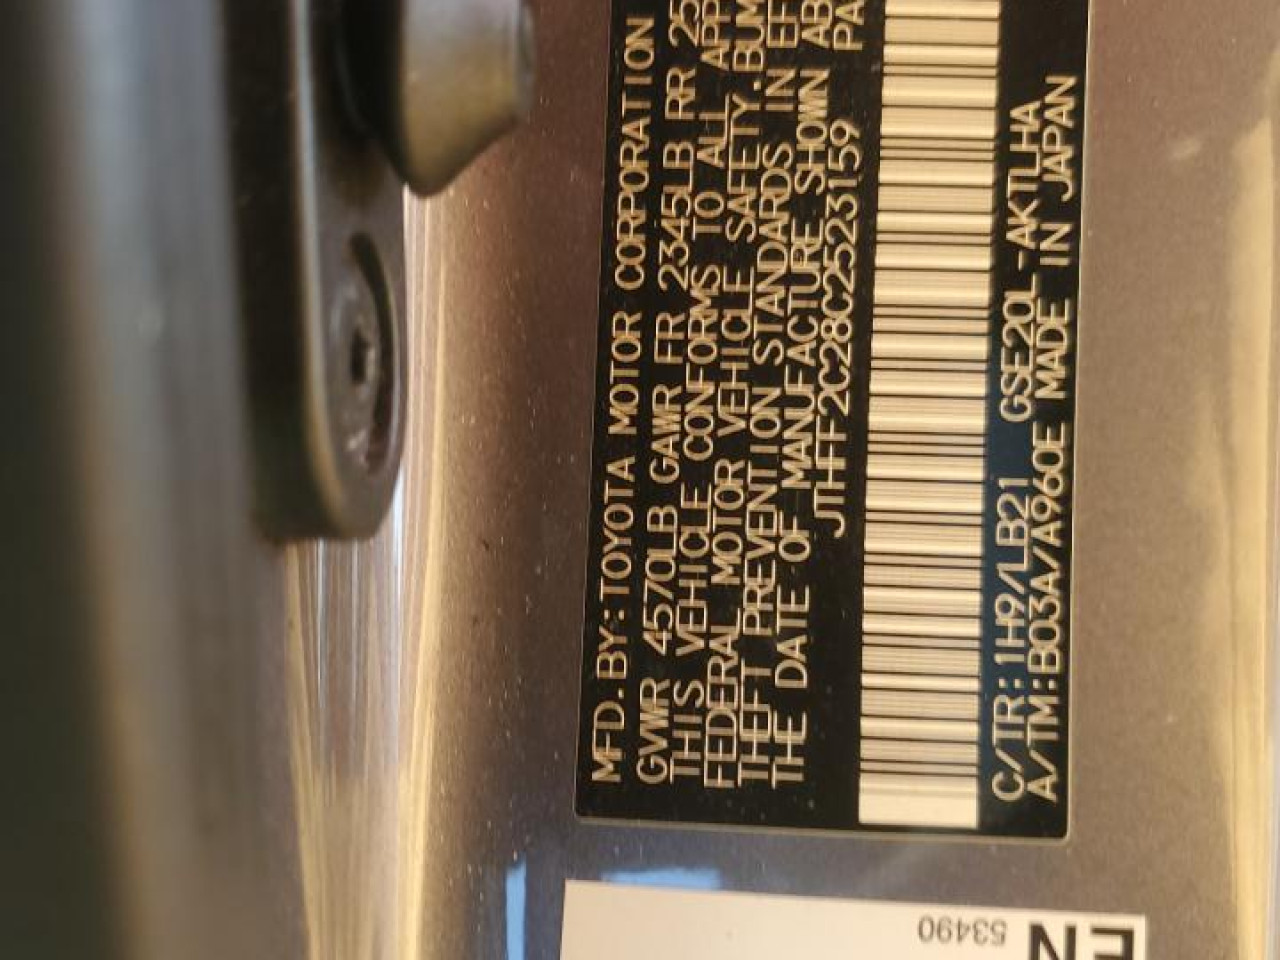 MFD.BY:TOYOTA MOTOR CORPORATION
GVWR 4570LB GAWR FR 2345LB RR 25
THIS VEHICLE CONFORMS TO ALL APP
FEDERAL MOTOR VEHICLE SAFETY.BUM
THEFT PREVENTION STANDARDS IN EF
THE DATE OF MANUFACTURE SHOWN AB
JTHFF2C28C2523159 PA
C/TR:1H9/LB21 GSE20L-AKTLHA
A/TM:B03A/A960E MADE IN JAPAN
53490
EN